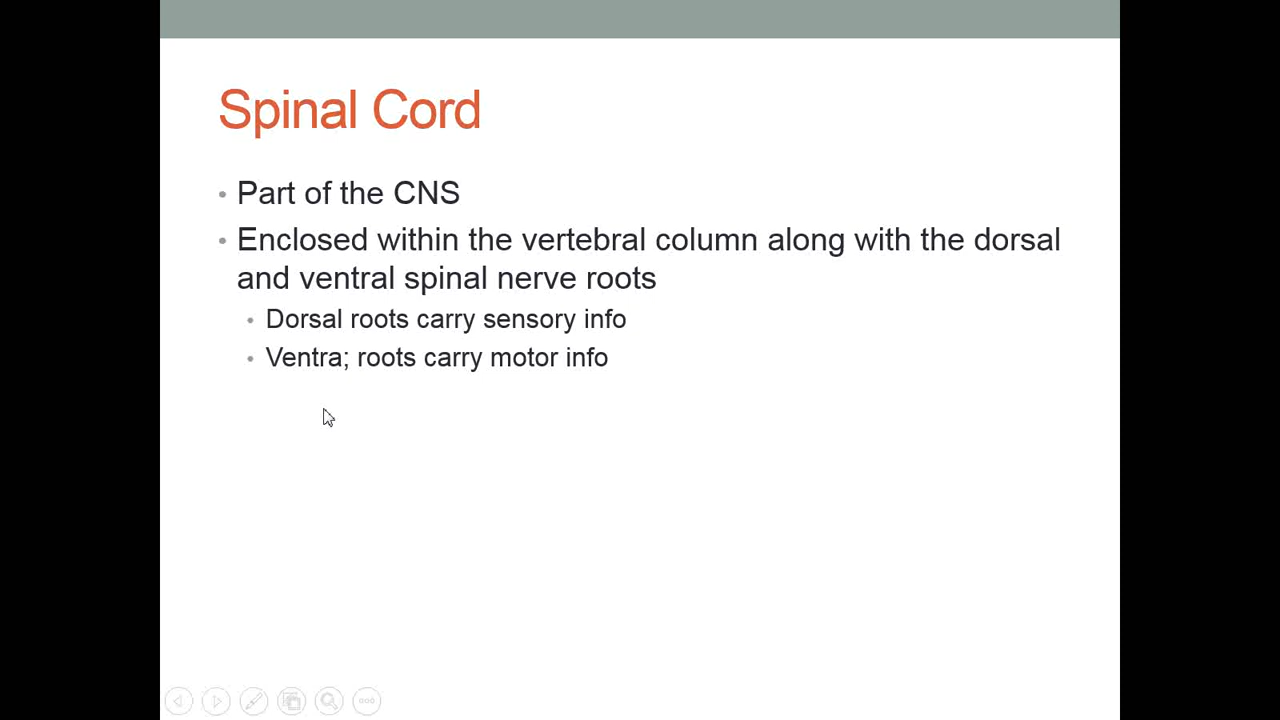 Spinal Cord
• Part of the CNS
• Enclosed within the vertebral column along with the dorsal
and ventral spinal nerve roots
• Dorsal roots carry sensory info
• Ventra; roots carry motor info